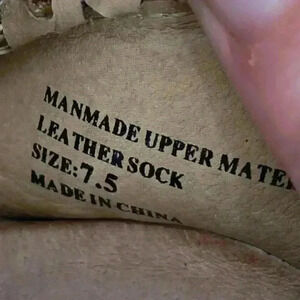 MANMADE UPPER MATE
LEATHER SOCK
SIZE:7.5
MADE IN CHINA